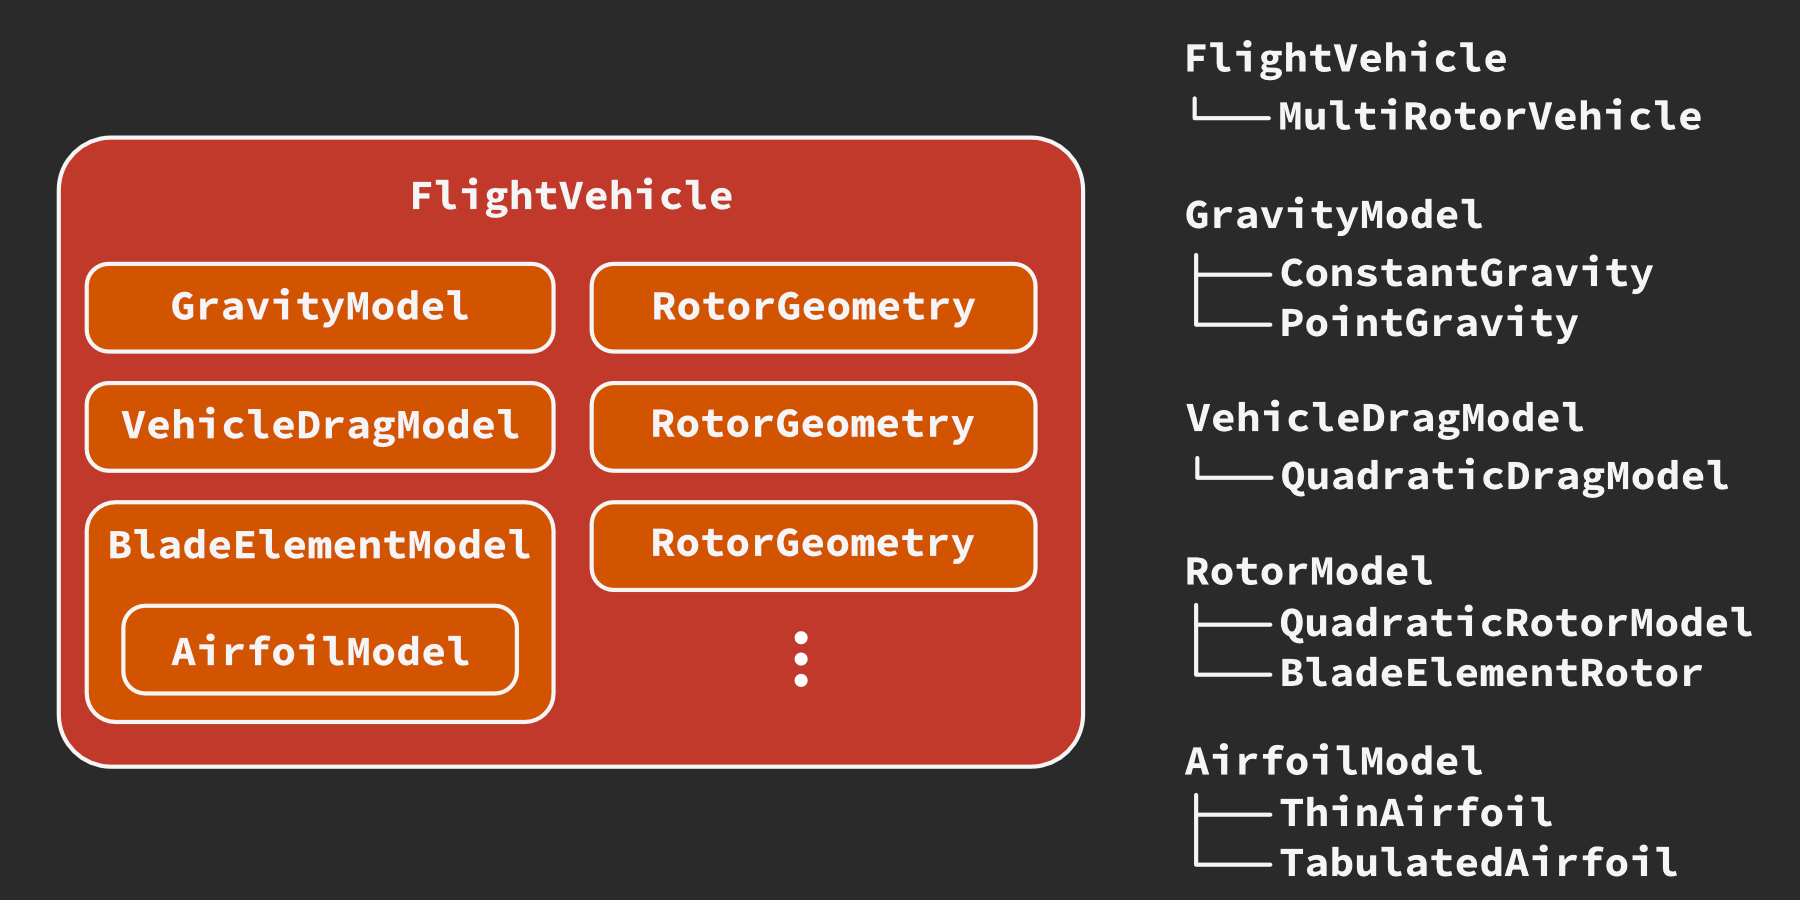 FlightVehicle
GravityModel
VehicleDragModel
BladeElementModel
AirfoilModel
RotorGeometry
RotorGeometry
RotorGeometry
FlightVehicle
MultiRotorVehicle
GravityModel
ConstantGravity
PointGravity
VehicleDragModel
QuadraticDragModel
RotorModel
QuadraticRotorModel
BladeElementRotor
AirfoilModel
ThinAirfoil
TabulatedAirfoil